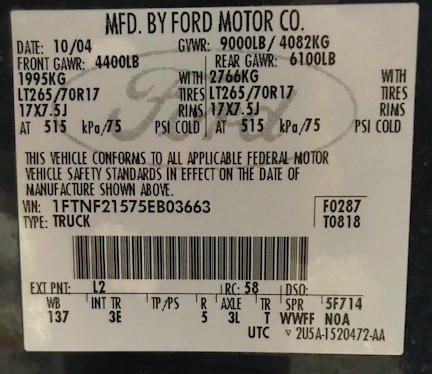 MFD. BY FORD MOTOR CO.
DATE: 10/04 GVWR: 9000LB/ 4082KG
FRONT GAWR: 4400LB REAR GAWR: 6100LB
1995KG WITH 2766KG WITH
LT265/70R17 TIRES LT265/70R17 TIRES
17X7.5J RIMS 17X7.5J RIMS
AT 515 kPa/75 PSI COLD AT 515 kPa/75 PSI COLD
THIS VEHICLE CONFORMS TO ALL APPLICABLE FEDERAL MOTOR
VEHICLE SAFETY STANDARDS IN EFFECT ON THE DATE OF
MANUFACTURE SHOWN ABOVE.
VIN: 1FTNF21575EB03663 F0287
TYPE: TRUCK T0818
EXT PNT: L2 RC: 58 DSO:
WB INT TR TP/PS R AXLE TR SPR 5F714
137 3E 5 3L T WWFF N0A
UTC 2U5A-1520472-AA
Ford